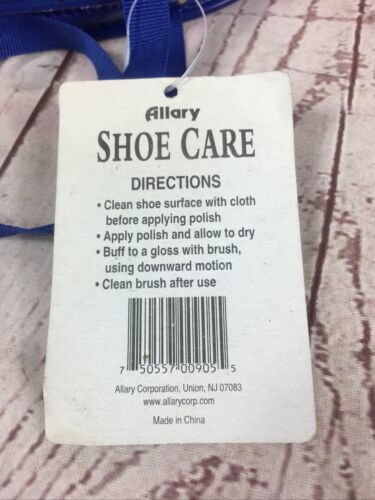 Allary
SHOE CARE
DIRECTIONS
• Clean shoe surface with cloth
before applying polish
• Apply polish and allow to dry
• Buff to a gloss with brush,
using downward motion
• Clean brush after use
7 50557 00905 5
Allary Corporation, Union, NJ 07083
www.allarycorp.com
Made in China